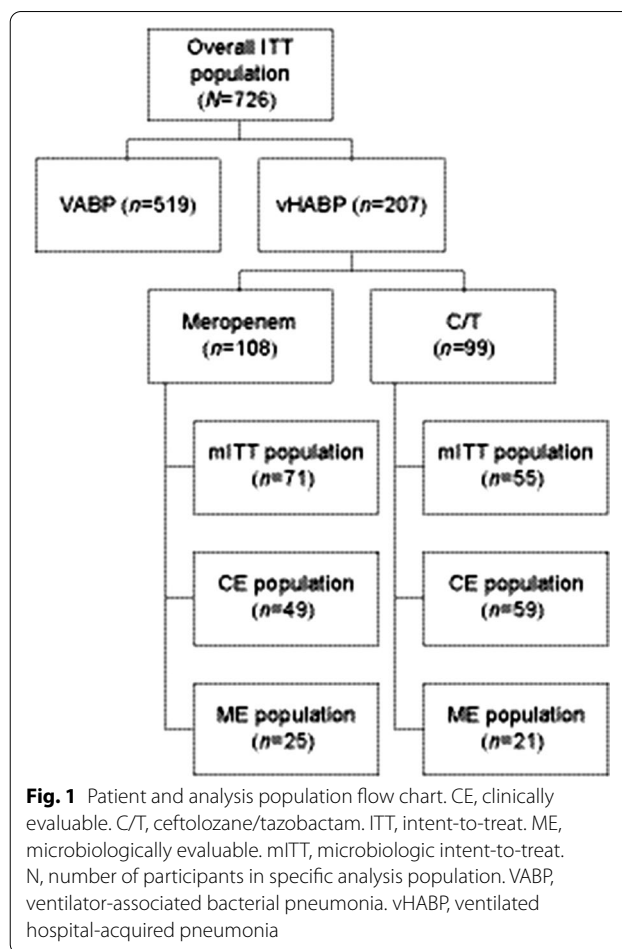 Overall ITT
population
(N=726)
VABP (n=519)
vHABP (n=207)
Meropenem
(n=108)
C/T
(n=99)
mITT population
(n=71)
mITT population
(n=55)
CE population
(n=49)
CE population
(n=59)
ME population
(n=25)
ME population
(n=21)
Fig. 1 Patient and analysis population flow chart. CE, clinically
evaluable. C/T, ceftolozane/tazobactam. ITT, intent-to-treat. ME,
microbiologically evaluable. mITT, microbiologic intent-to-treat.
N, number of participants in specific analysis population. VABP,
ventilator-associated bacterial pneumonia. vHABP, ventilated
hospital-acquired pneumonia